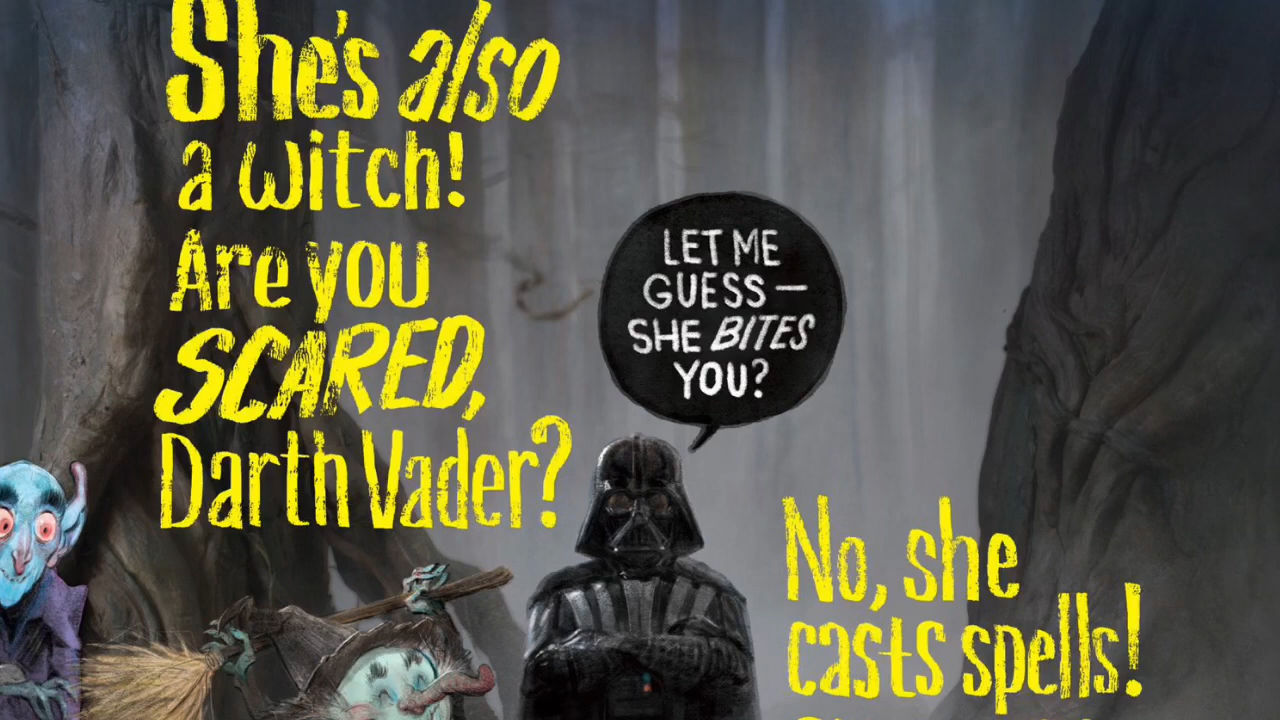 She's also
a witch!
Are you
SCARED,
Darth Vader?
LET ME
GUESS —
SHE BITES
YOU?
No, she
casts spells!